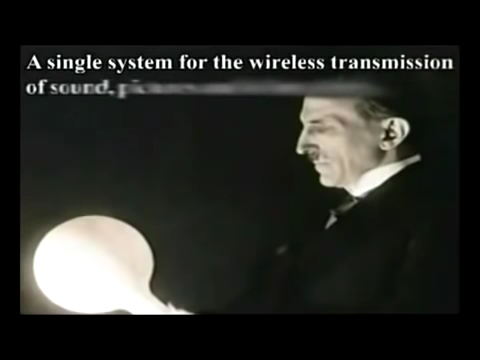 A single system for the wireless transmission
of sound,